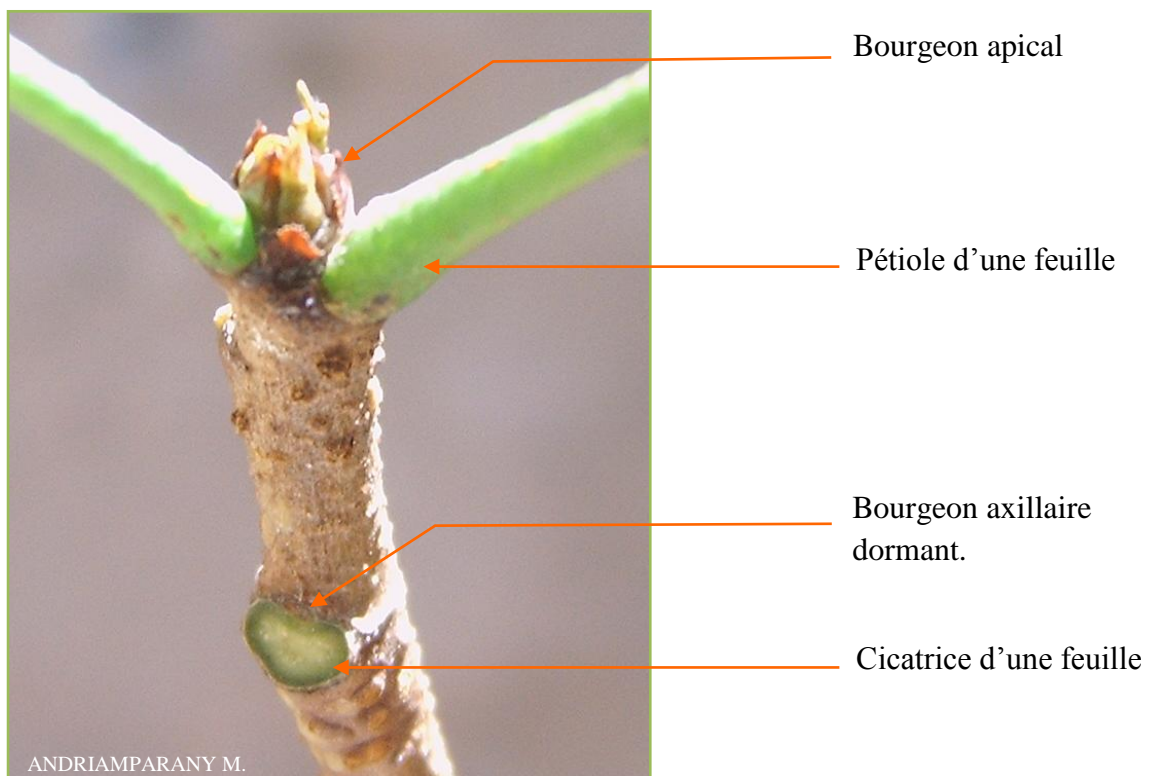 Bourgeon apical
Pétiole d’une feuille
Bourgeon axillaire
dormant.
Cicatrice d’une feuille
ANDRIAMPARANY M.